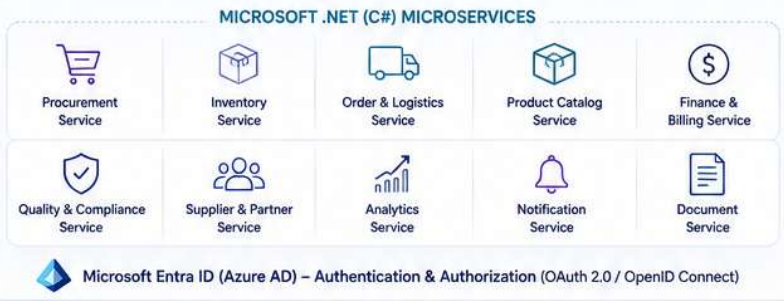 MICROSOFT .NET (C#) MICROSERVICES
Procurement
Service
Inventory
Service
Order & Logistics
Service
Product Catalog
Service
Finance &
Billing Service
Quality & Compliance
Service
Supplier & Partner
Service
Analytics
Service
Notification
Service
Document
Service
Microsoft Entra ID (Azure AD) – Authentication & Authorization (OAuth 2.0 / OpenID Connect)